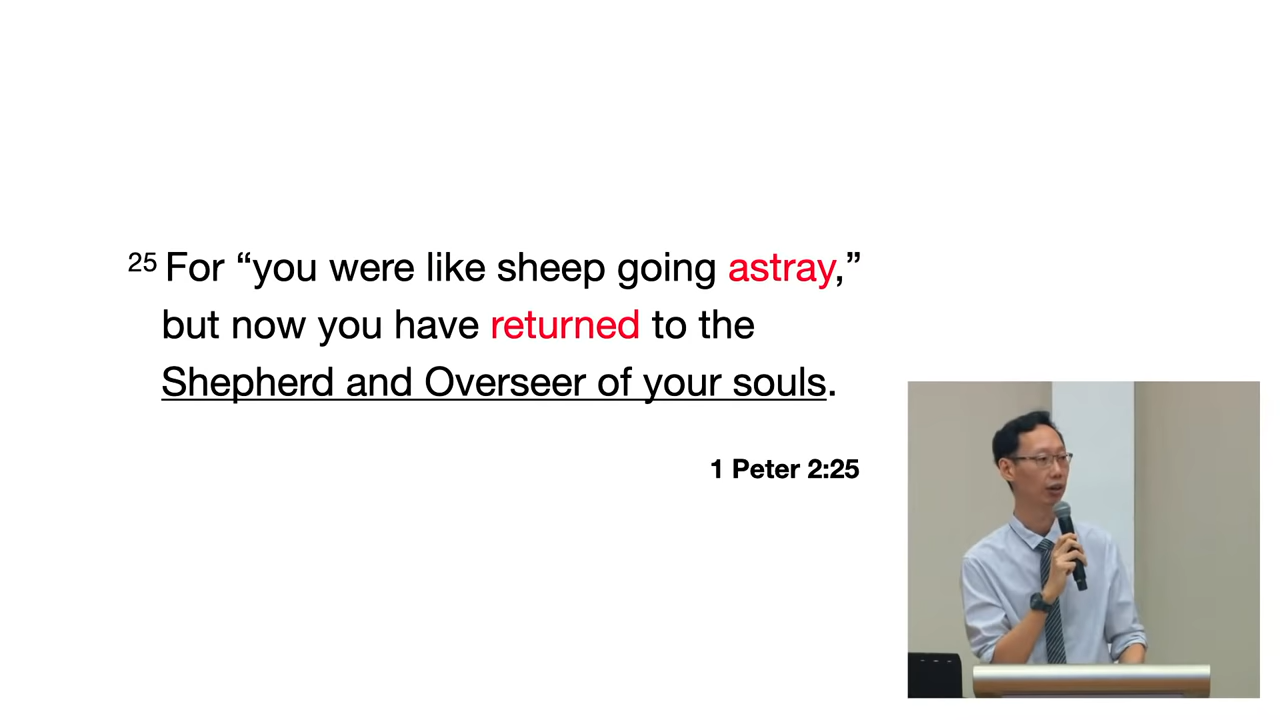 25 For “you were like sheep going astray,”
but now you have returned to the
Shepherd and Overseer of your souls.
1 Peter 2:25